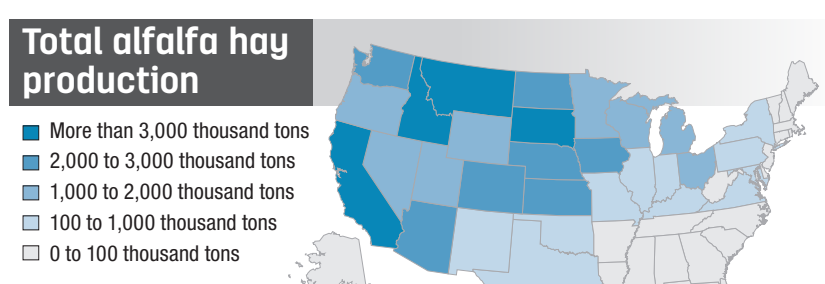 Total alfalfa hay
production
More than 3,000 thousand tons
2,000 to 3,000 thousand tons
1,000 to 2,000 thousand tons
100 to 1,000 thousand tons
0 to 100 thousand tons